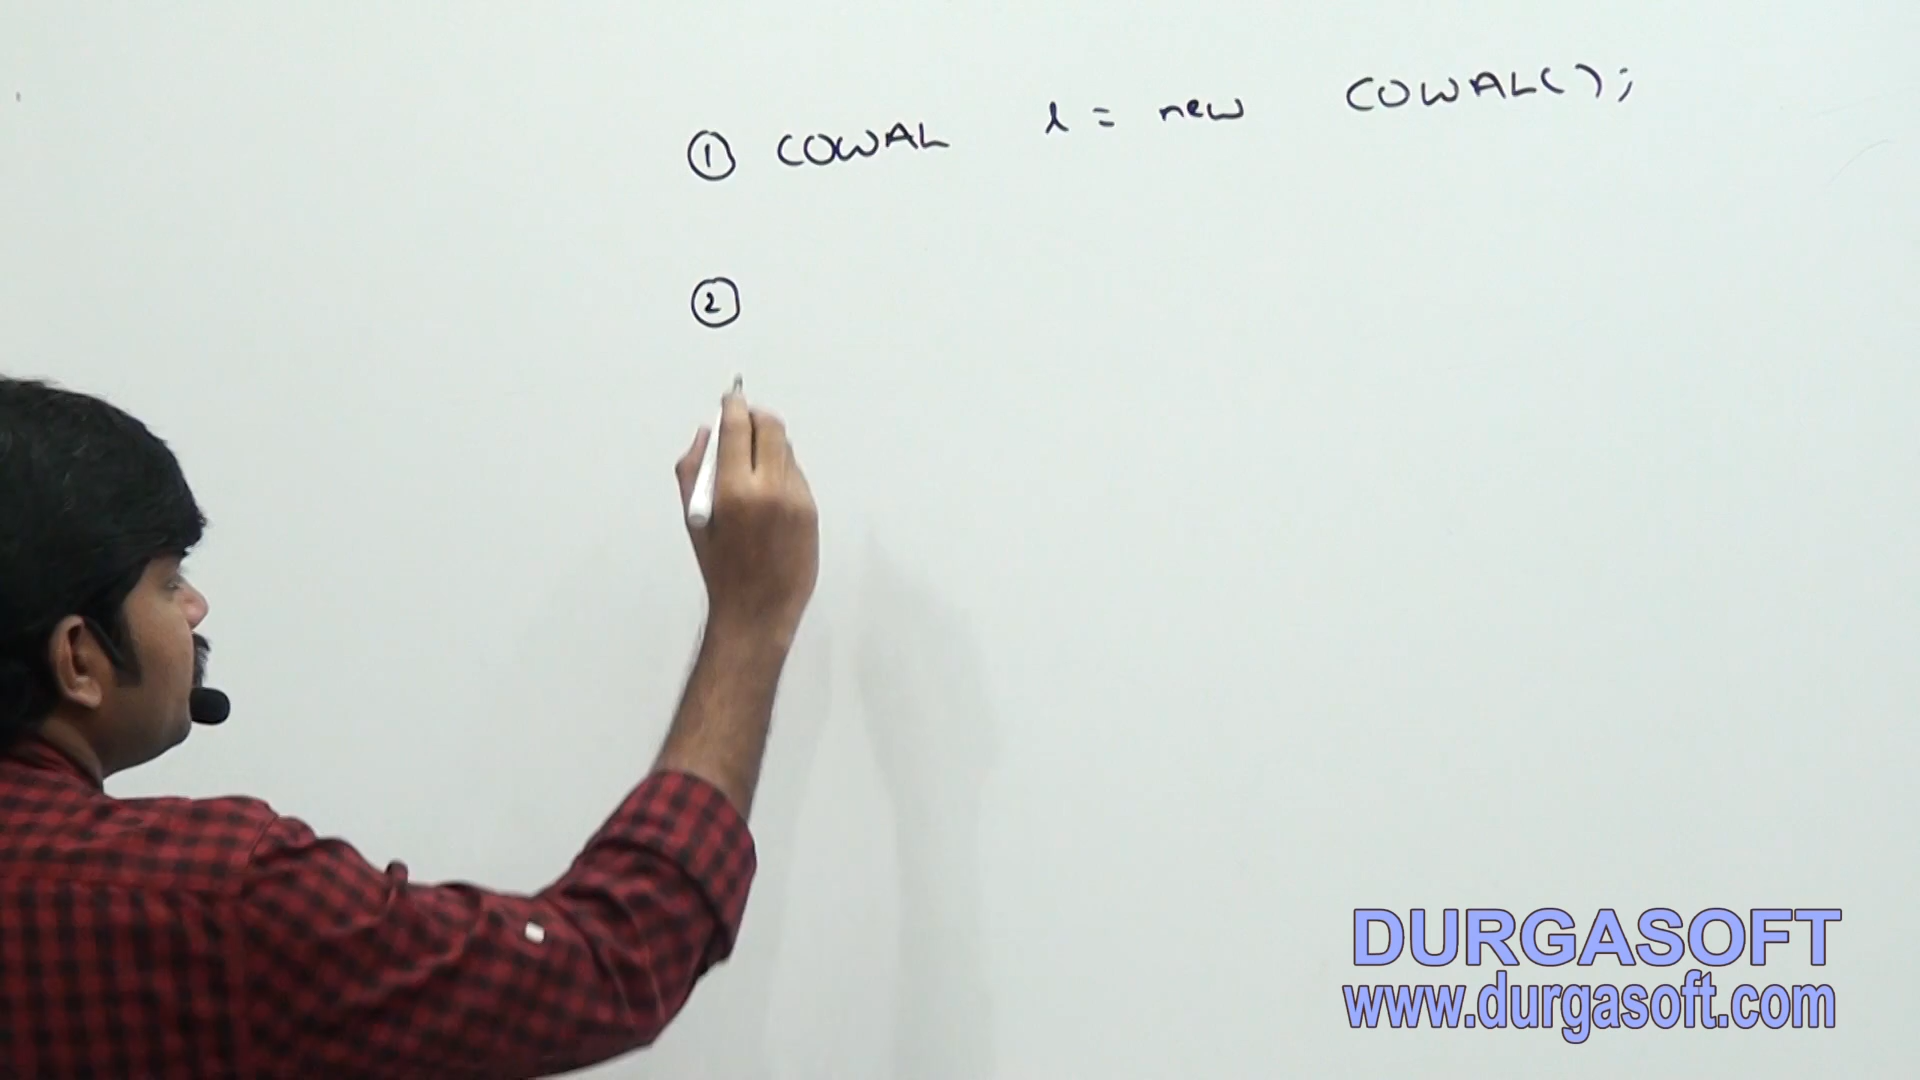 ① COWAL l = new COWAL();
②
DURGASOFT
www.durgasoft.com